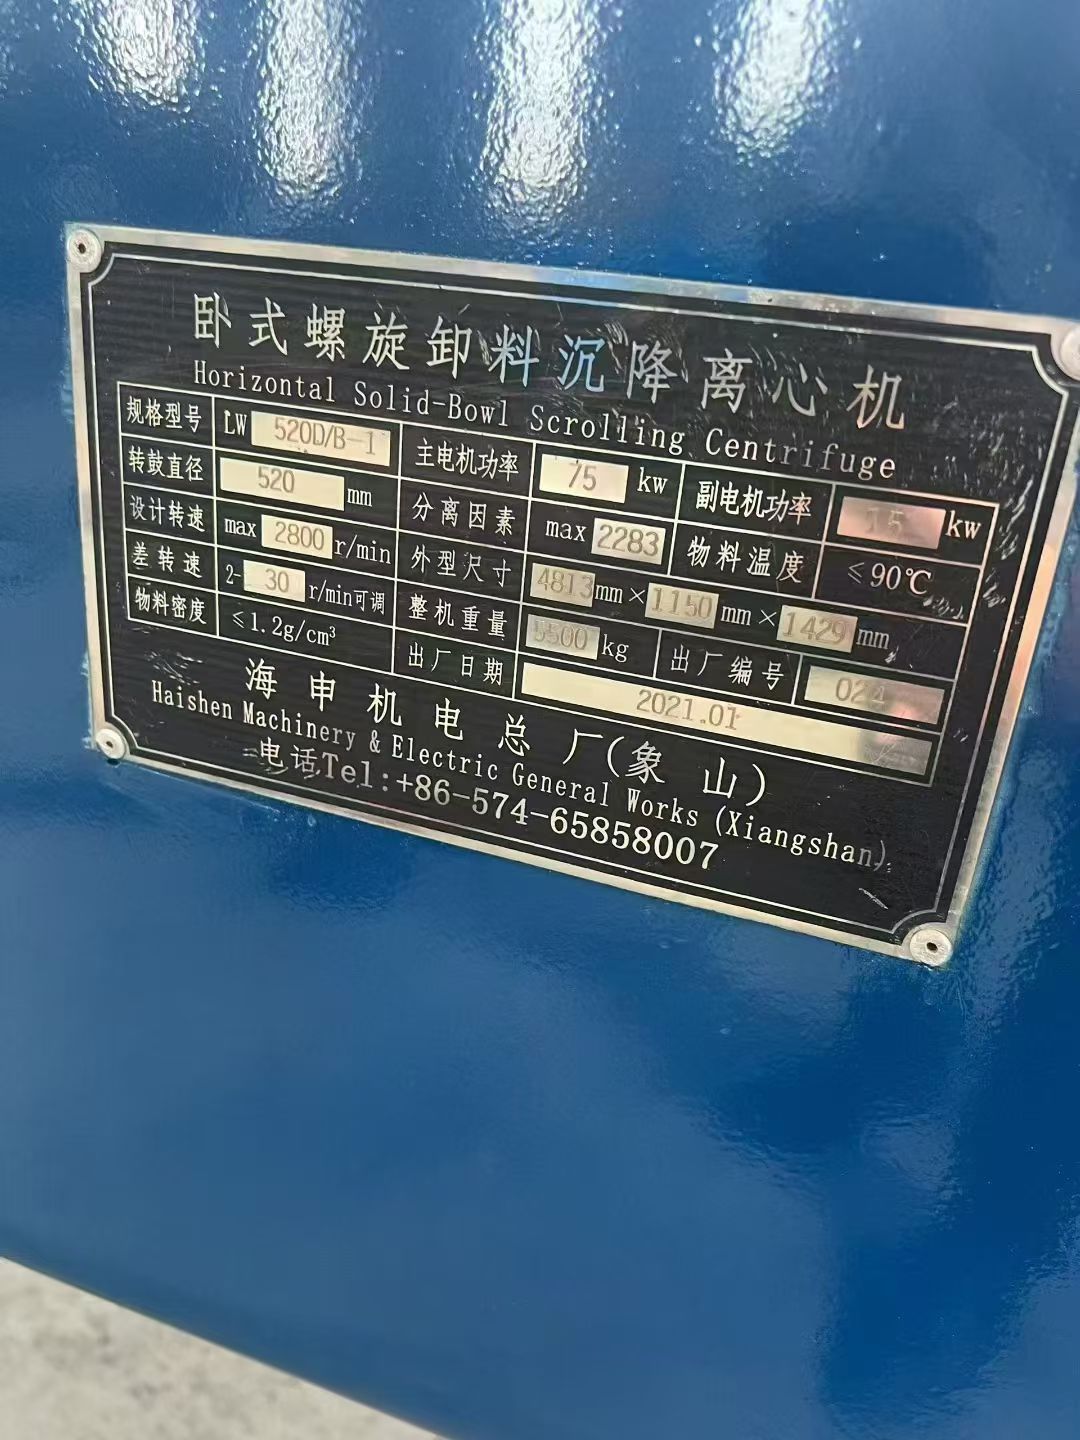 卧式螺旋卸料沉降离心机
Horizontal Solid-Bowl Scrolling Centrifuge
规格型号 LW 520D/B-1 主电机功率 75 kw 副电机功率 15 kw
转鼓直径 520 mm 分离因素 max 2283 物料温度 ≤90℃
设计转速 max 2800 r/min 外型尺寸 4813mm×1150mm×1429mm
差转速 2-30 r/min可调 整机重量 5500 kg 出厂编号 024
物料密度 ≤1.2g/cm³ 出厂日期 2021.01
海申机电总厂(象山)
Haishen Machinery & Electric General Works (Xiangshan)
电话Tel:+86-574-65858007